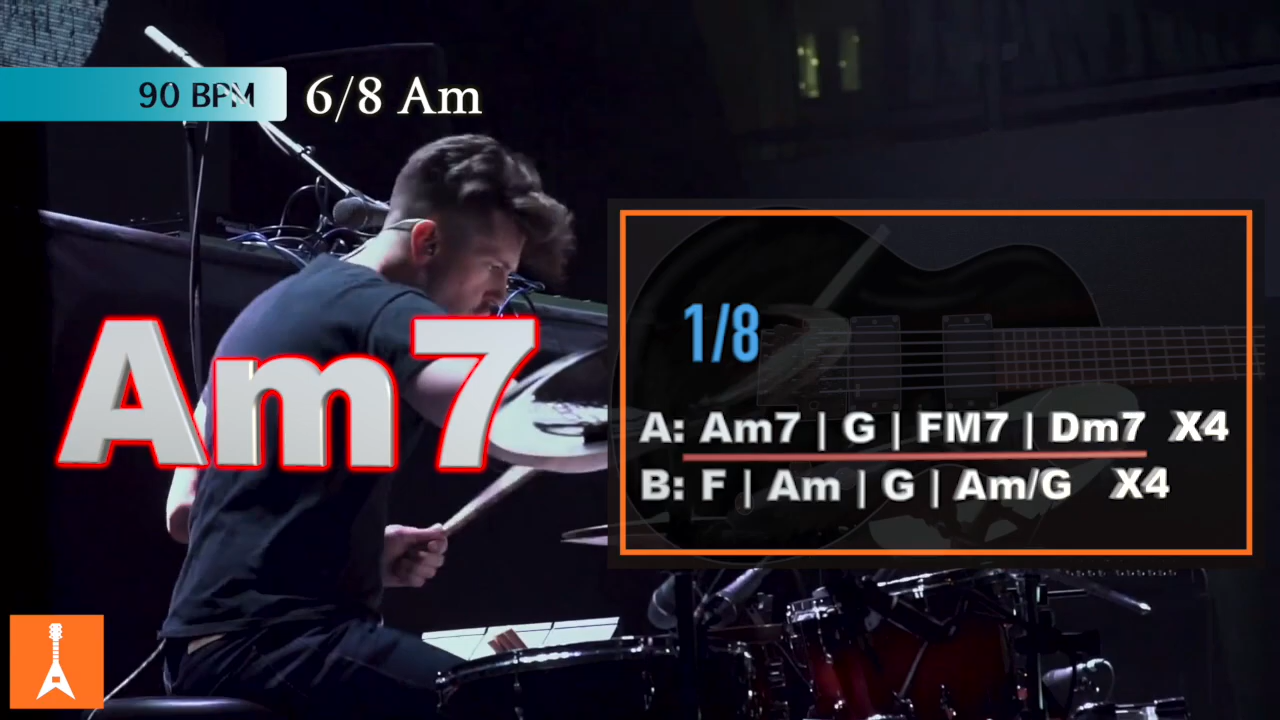 90 BPM 6/8 Am
Am7
1/8
A: Am7 | G | FM7 | Dm7 X4
B: F | Am | G | Am/G X4